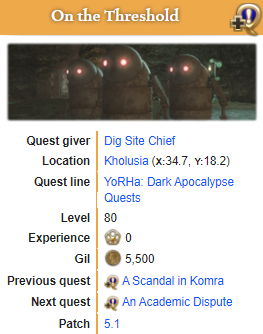 On the Threshold
Quest giver Dig Site Chief
Location Kholusia (x:34.7, y:18.2)
Quest line YoRHa: Dark Apocalypse
Quests
Level 80
Experience 0
Gil 5,500
Previous quest A Scandal in Komra
Next quest An Academic Dispute
Patch 5.1